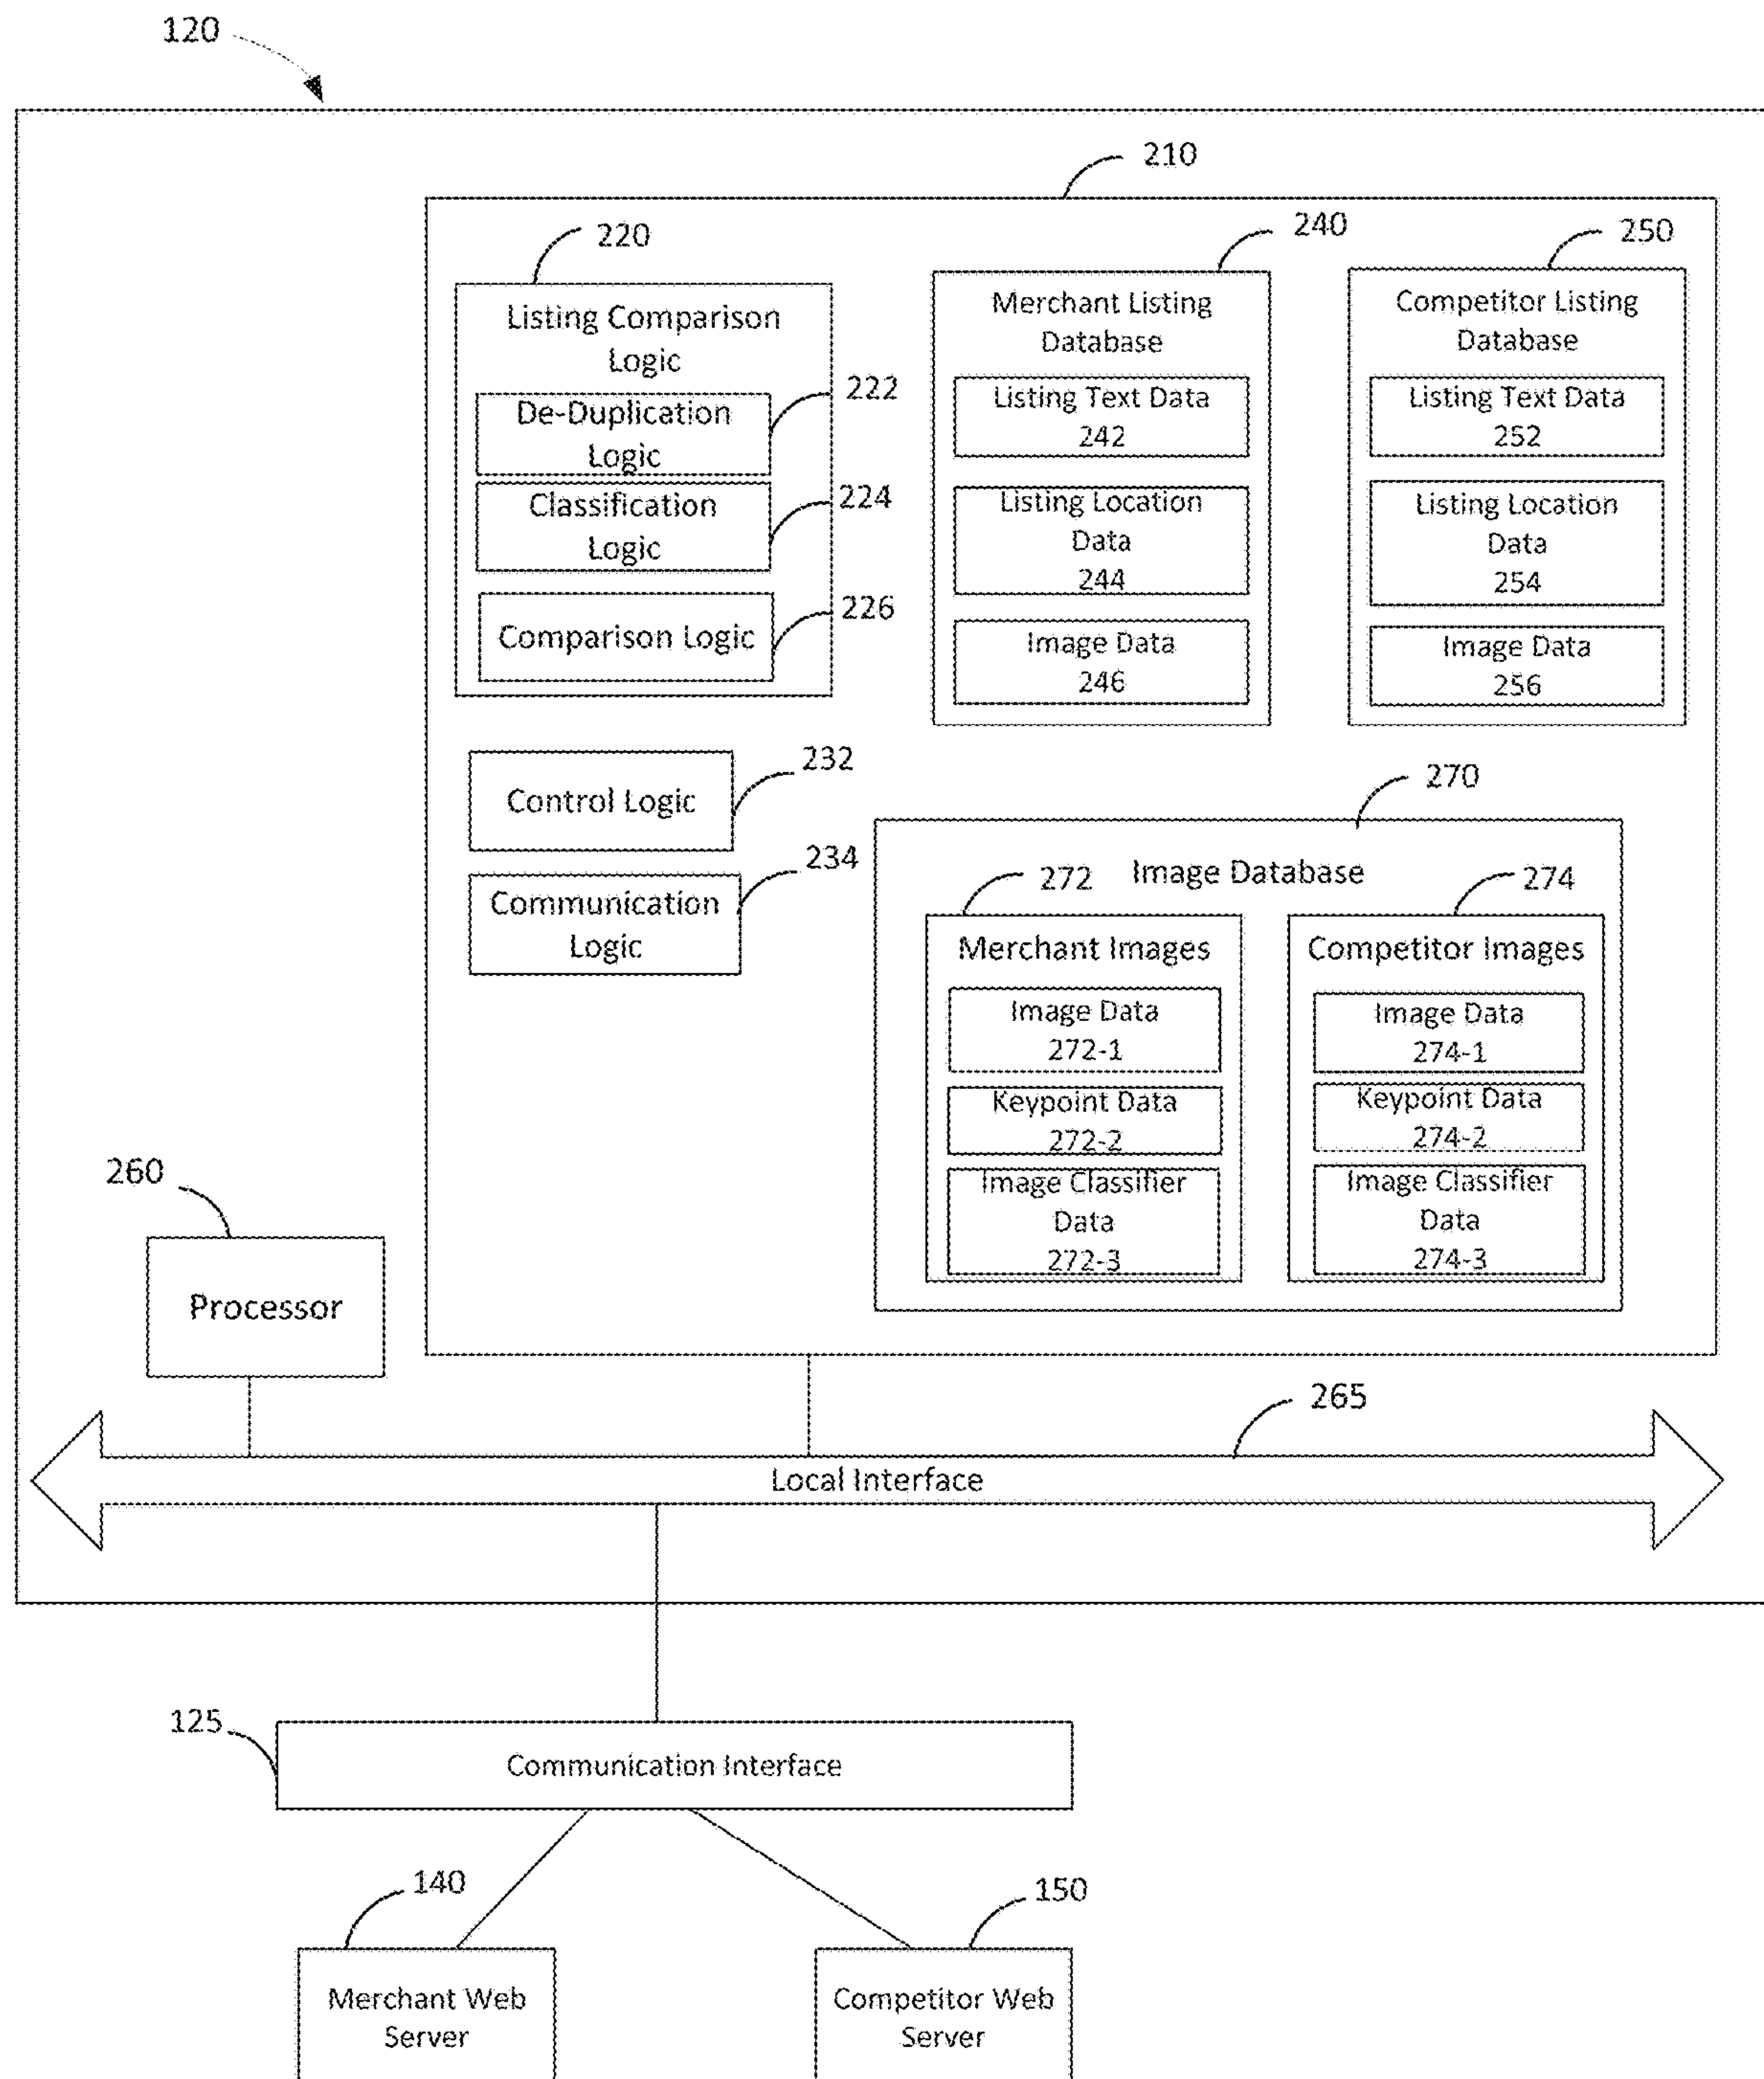 120
210
220
240
250
Listing Comparison
Logic
222
De-Duplication
Logic
224
Classification
Logic
226
Comparison Logic
Merchant Listing
Database
Listing Text Data
242
Listing Location
Data
244
Image Data
246
Competitor Listing
Database
Listing Text Data
252
Listing Location
Data
254
Image Data
256
232
Control Logic
234
Communication
Logic
270
Image Database
272
Merchant Images
Image Data
272-1
Keypoint Data
272-2
Image Classifier
Data
272-3
274
Competitor Images
Image Data
274-1
Keypoint Data
274-2
Image Classifier
Data
274-3
260
Processor
265
Local Interface
125
Communication Interface
140
Merchant Web
Server
150
Competitor Web
Server